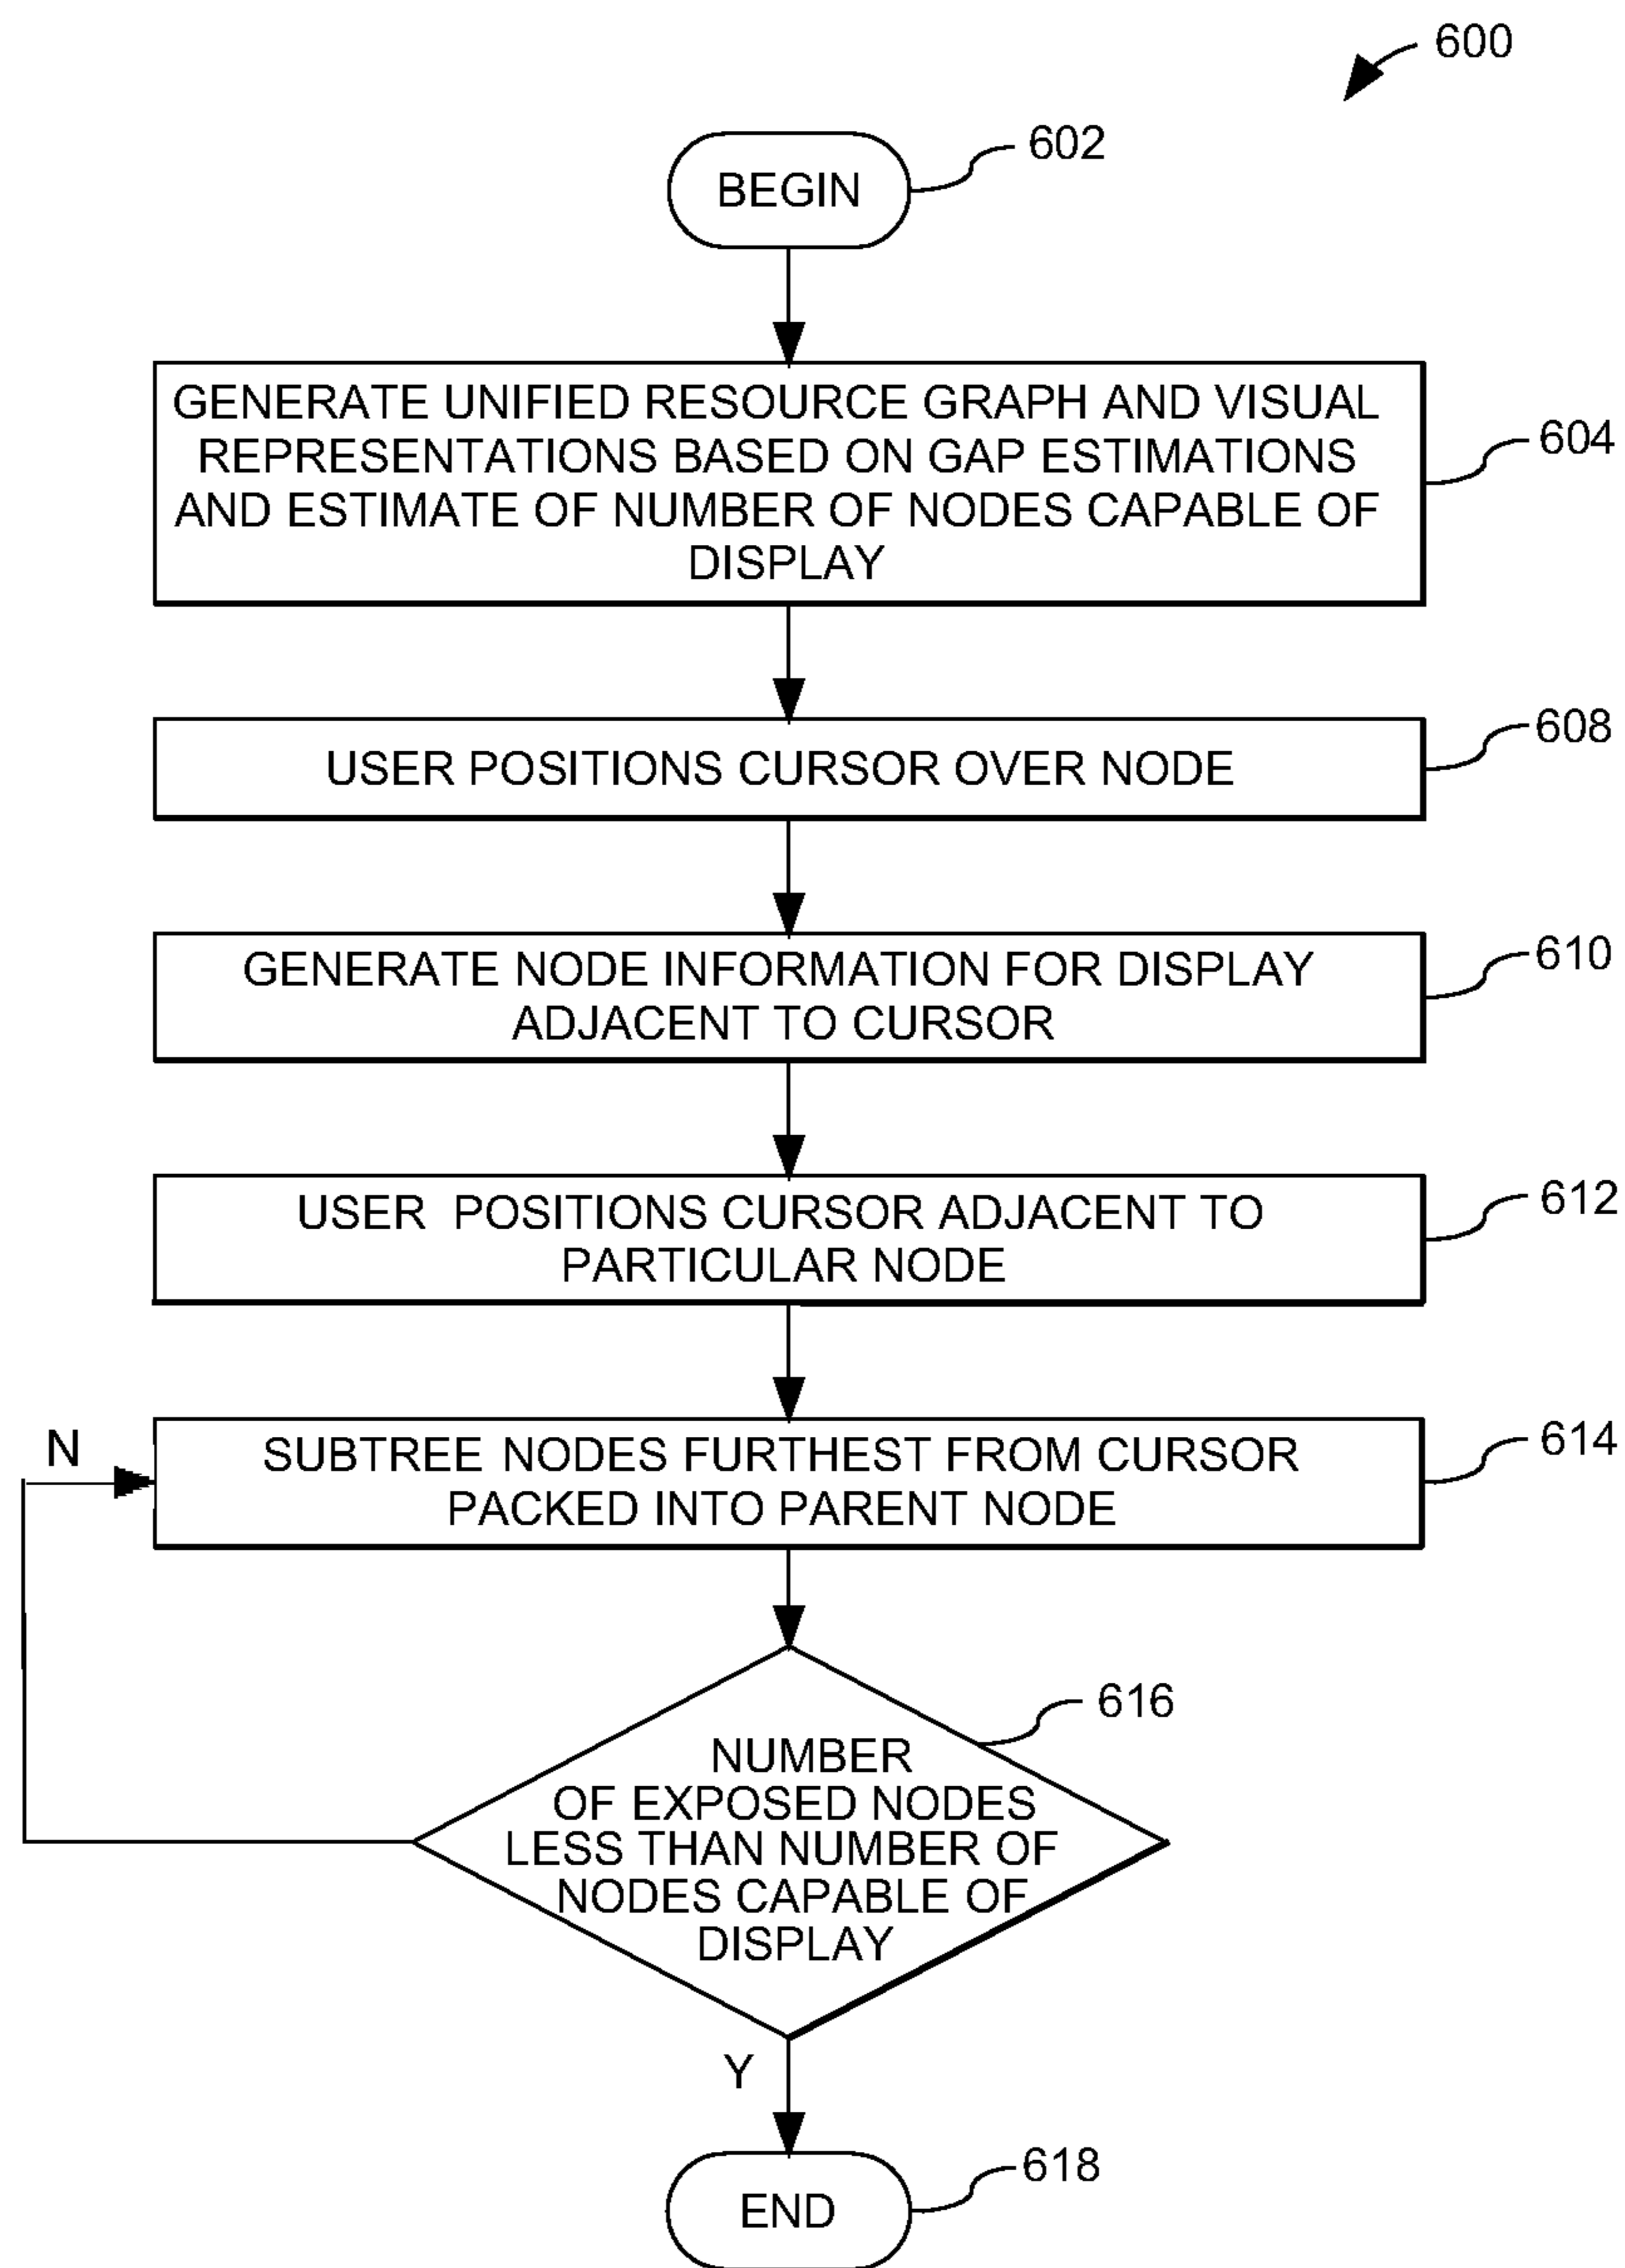 600
602
BEGIN
GENERATE UNIFIED RESOURCE GRAPH AND VISUAL
REPRESENTATIONS BASED ON GAP ESTIMATIONS
AND ESTIMATE OF NUMBER OF NODES CAPABLE OF
DISPLAY
604
USER POSITIONS CURSOR OVER NODE
608
GENERATE NODE INFORMATION FOR DISPLAY
ADJACENT TO CURSOR
610
USER POSITIONS CURSOR ADJACENT TO
PARTICULAR NODE
612
N
SUBTREE NODES FURTHEST FROM CURSOR
PACKED INTO PARENT NODE
614
616
NUMBER
OF EXPOSED NODES
LESS THAN NUMBER OF
NODES CAPABLE OF
DISPLAY
Y
END
618